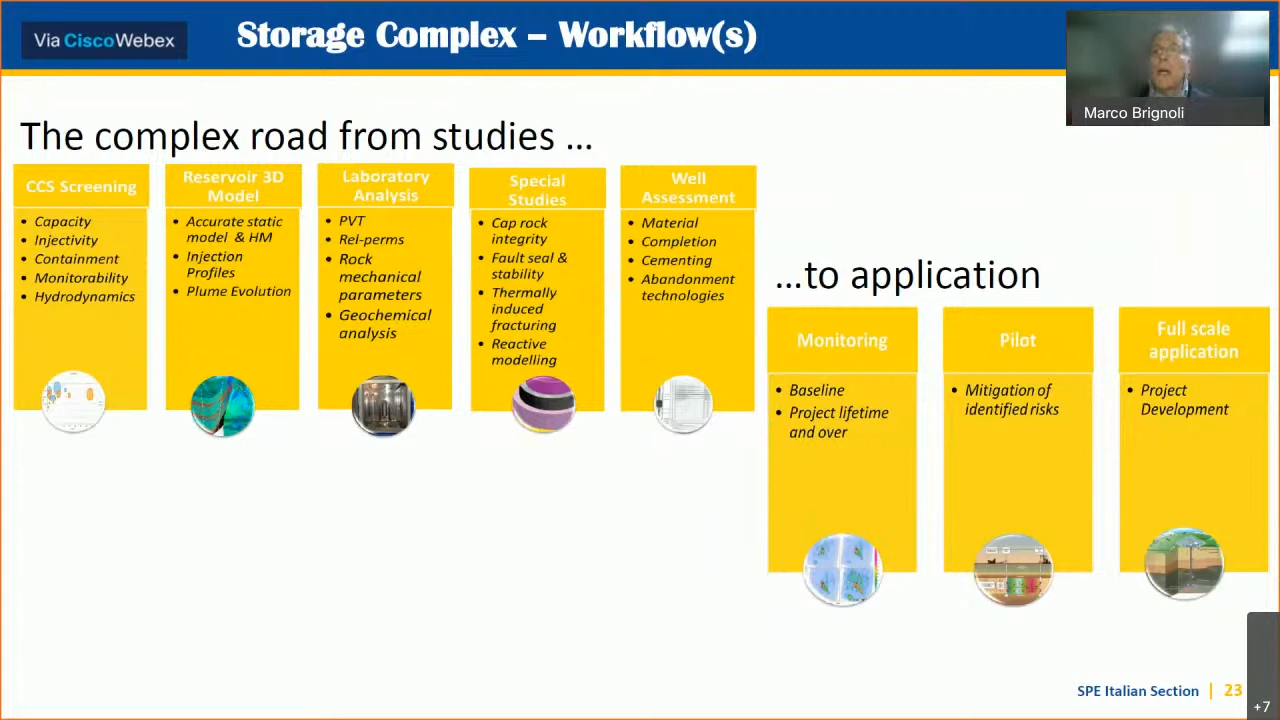 Via CiscoWebex
Storage Complex – Workflow(s)
Marco Brignoli
The complex road from studies ...
CCS Screening
• Capacity
• Injectivity
• Containment
• Monitorability
• Hydrodynamics
Reservoir 3D
Model
• Accurate static
model & HM
• Injection
Profiles
• Plume Evolution
Laboratory
Analysis
• PVT
• Rel-perms
• Rock
mechanical
parameters
• Geochemical
analysis
Special
Studies
• Cap rock
integrity
• Fault seal &
stability
• Thermally
induced
fracturing
• Reactive
modelling
Well
Assessment
• Material
• Completion
• Cementing
• Abandonment
technologies
...to application
Monitoring
• Baseline
• Project lifetime
and over
Pilot
• Mitigation of
identified risks
Full scale
application
• Project
Development
SPE Italian Section | 23
+7